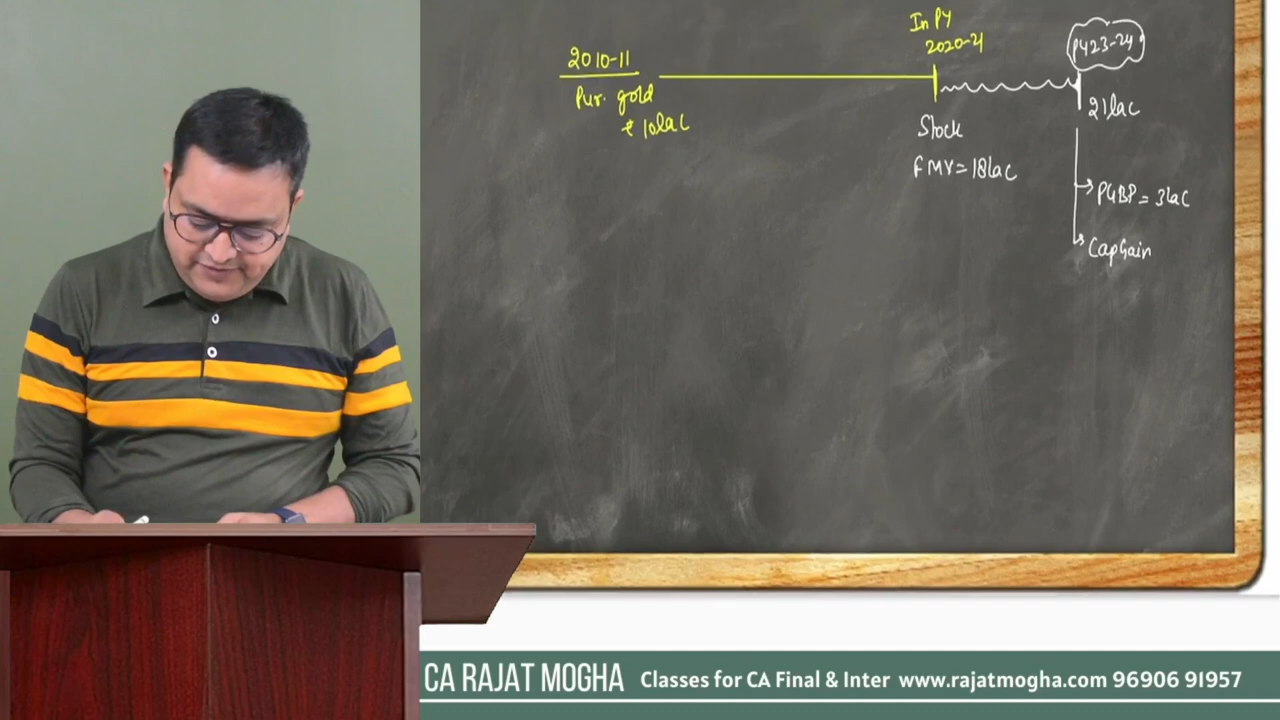 2010-11
Pur. gold
₹ 10lac
In PY
2020-21
Stock
FMV = 18lac
PY23-24
21lac
PGBP = 3lac
CapGain
CA RAJAT MOGHA Classes for CA Final & Inter www.rajatmogha.com 96906 91957